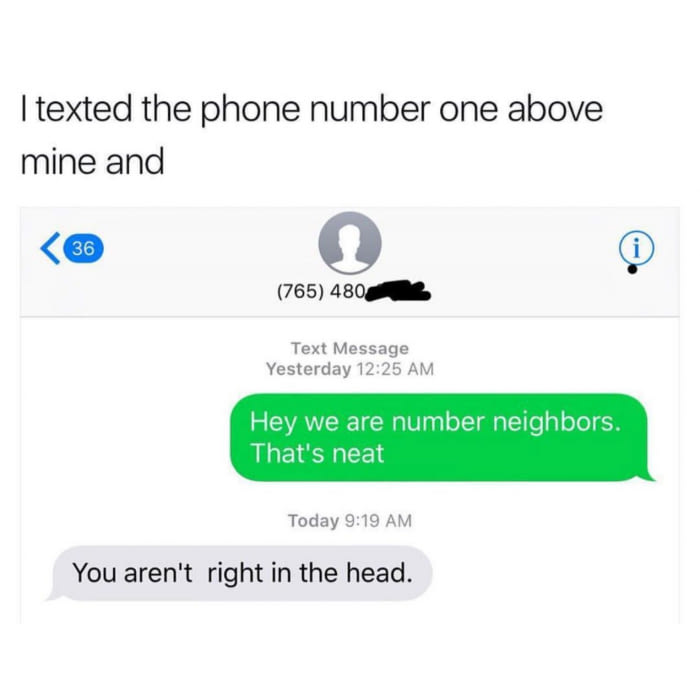 I texted the phone number one above
mine and
36
i
(765) 480
Text Message
Yesterday 12:25 AM
Hey we are number neighbors.
That's neat
Today 9:19 AM
You aren't  right in the head.